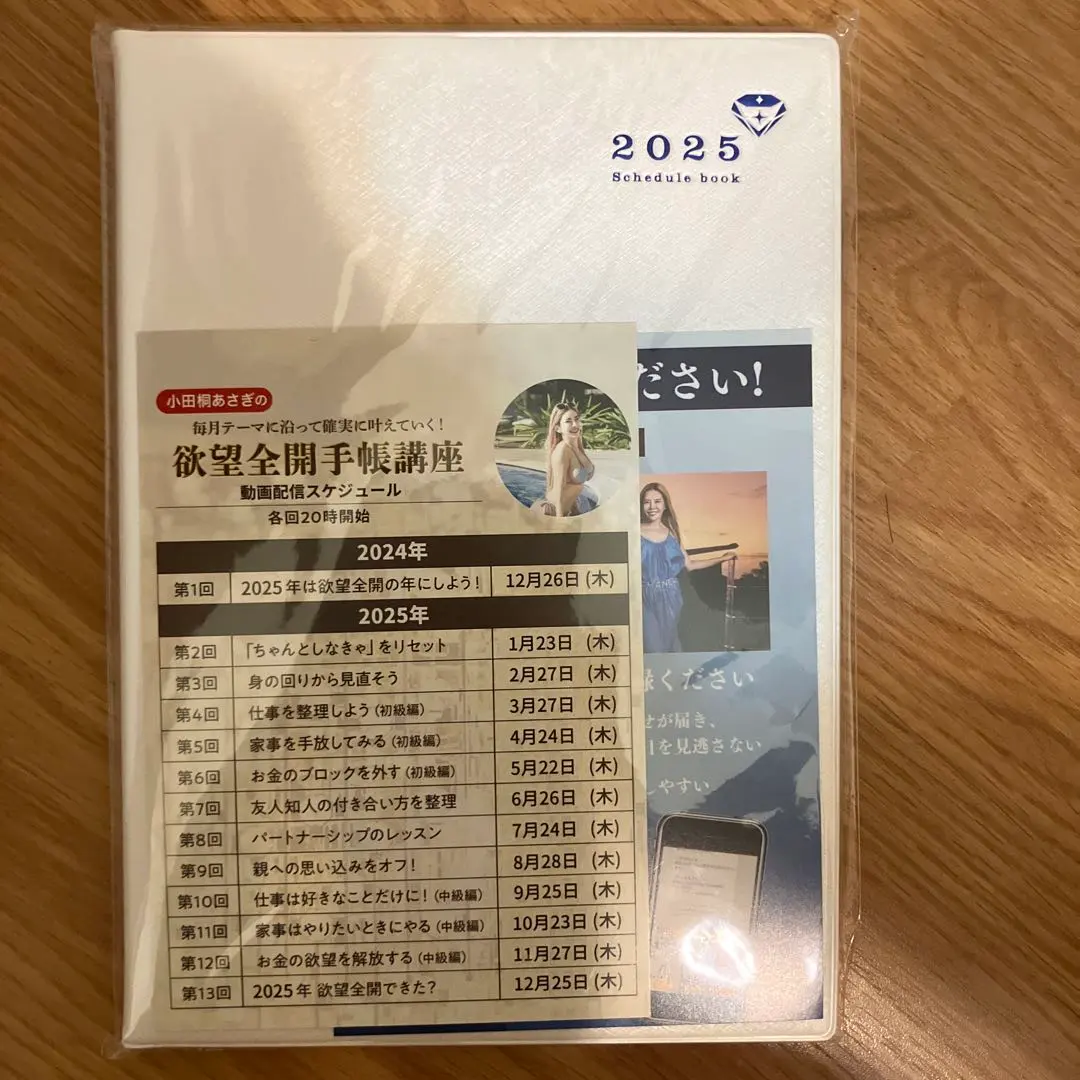 2025
Schedule book
小田桐あさぎの
毎月テーマに沿って確実に叶えていく!
欲望全開手帳講座
動画配信スケジュール
各回20時開始
2024年
第1回 2025年は欲望全開の年にしよう! 12月26日 (木)
2025年
第2回 「ちゃんとしなきゃ」をリセット 1月23日 (木)
第3回 身の回りから見直そう 2月27日 (木)
第4回 仕事を整理しよう (初級編) 3月27日 (木)
第5回 家事を手放してみる (初級編) 4月24日 (木)
第6回 お金のブロックを外す (初級編) 5月22日 (木)
第7回 友人知人の付き合い方を整理 6月26日 (木)
第8回 パートナーシップのレッスン 7月24日 (木)
第9回 親への思い込みをオフ! 8月28日 (木)
第10回 仕事は好きなことだけに! (中級編) 9月25日 (木)
第11回 家事はやりたいときにやる (中級編) 10月23日 (木)
第12回 お金の欲望を解放する (中級編) 11月27日 (木)
第13回 2025年 欲望全開できた? 12月25日 (木)
ださい!
録ください
せが届き、
日を見逃さない
しやすい